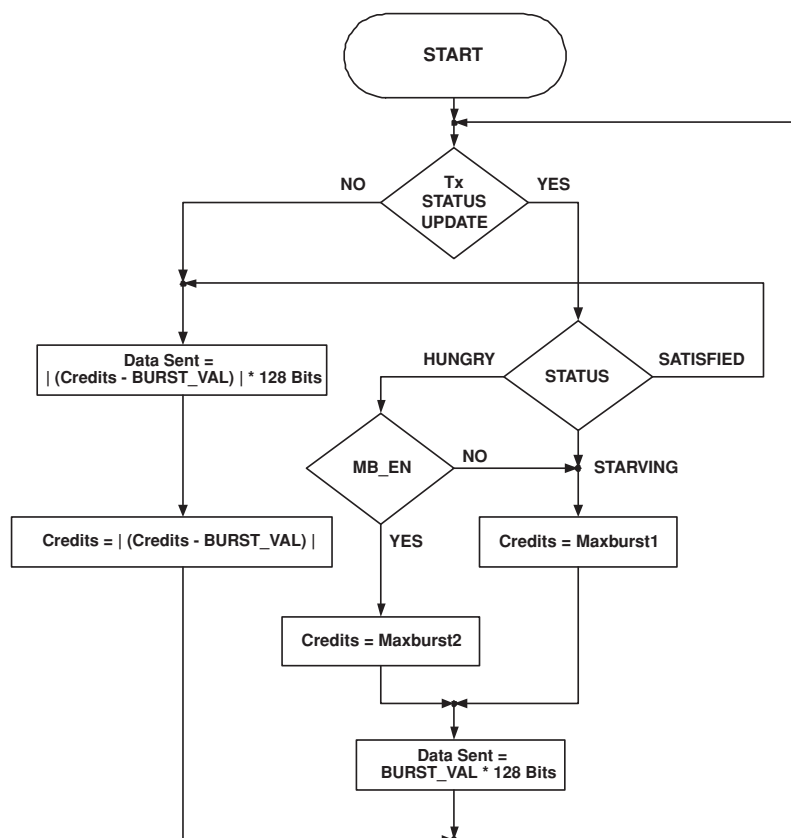 START
Tx
STATUS
UPDATE
NO
YES
Data Sent =
| (Credits - BURST_VAL) | * 128 Bits
HUNGRY
STATUS
SATISFIED
MB_EN
NO
STARVING
Credits = | (Credits - BURST_VAL) |
YES
Credits = Maxburst1
Credits = Maxburst2
Data Sent =
BURST_VAL * 128 Bits